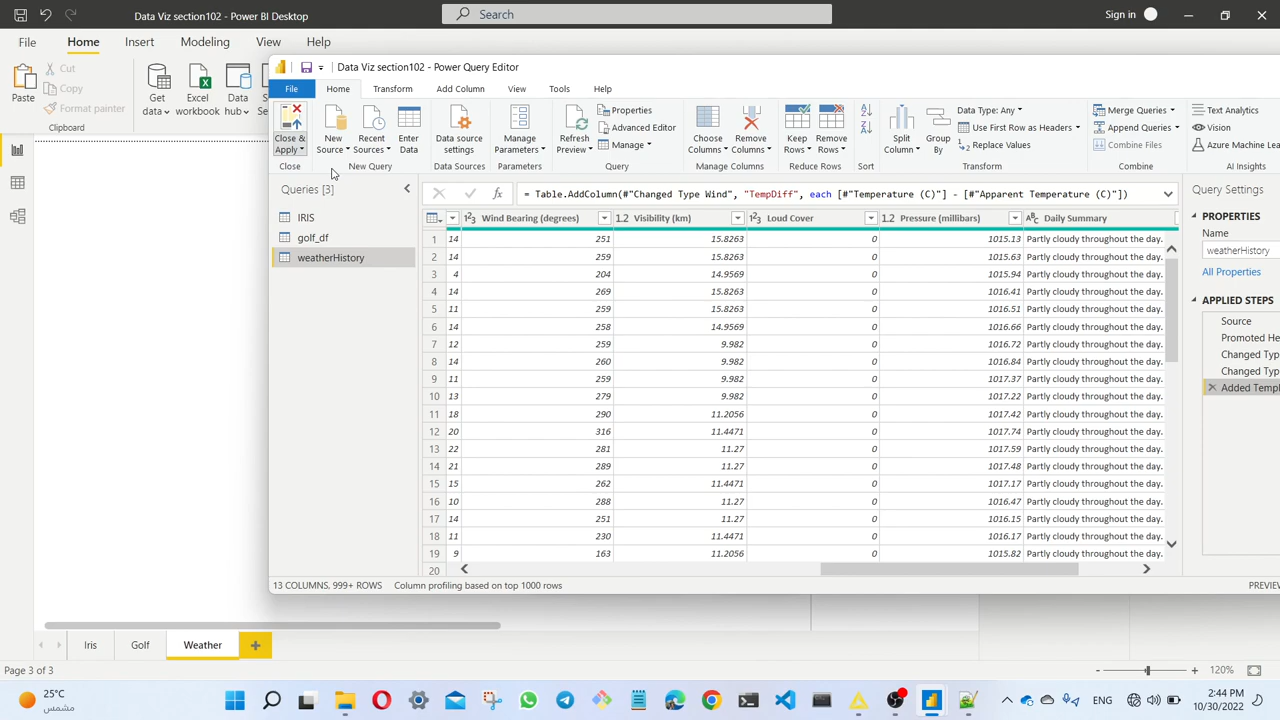 Data Viz section102 - Power BI Desktop
Search
Sign in
File Home Insert Modeling View Help
Paste
Cut
Copy
Format painter
Clipboard
Get data
Excel workbook
Data hub
Data Viz section102 - Power Query Editor
File Home Transform Add Column View Tools Help
Close & Apply
Close
New Source
Recent Sources
Enter Data
New Query
Data source settings
Data Sources
Manage Parameters
Parameters
Refresh Preview
Properties
Advanced Editor
Manage
Query
Choose Columns
Remove Columns
Manage Columns
Keep Rows
Remove Rows
Reduce Rows
Sort
Split Column
Group By
Data Type: Any
Use First Row as Headers
Replace Values
Transform
Merge Queries
Append Queries
Combine Files
Combine
Text Analytics
Vision
Azure Machine Lea
AI Insights
Queries [3]
IRIS
golf_df
weatherHistory
= Table.AddColumn(#"Changed Type Wind", "TempDiff", each [#"Temperature (C)"] - [#"Apparent Temperature (C)"])
Wind Bearing (degrees) 1.2 Visibility (km) 123 Loud Cover 1.2 Pressure (millibars) ABC Daily Summary
1 14 251 15.8263 0 1015.13 Partly cloudy throughout the day.
2 14 259 15.8263 0 1015.63 Partly cloudy throughout the day.
3 4 204 14.9569 0 1015.94 Partly cloudy throughout the day.
4 14 269 15.8263 0 1016.41 Partly cloudy throughout the day.
5 11 259 15.8263 0 1016.51 Partly cloudy throughout the day.
6 14 258 14.9569 0 1016.66 Partly cloudy throughout the day.
7 12 259 9.982 0 1016.72 Partly cloudy throughout the day.
8 14 260 9.982 0 1016.84 Partly cloudy throughout the day.
9 11 259 9.982 0 1017.37 Partly cloudy throughout the day.
10 13 279 9.982 0 1017.22 Partly cloudy throughout the day.
11 18 290 11.2056 0 1017.42 Partly cloudy throughout the day.
12 20 316 11.4471 0 1017.74 Partly cloudy throughout the day.
13 22 281 11.27 0 1017.59 Partly cloudy throughout the day.
14 21 289 11.27 0 1017.48 Partly cloudy throughout the day.
15 15 262 11.4471 0 1017.17 Partly cloudy throughout the day.
16 10 288 11.27 0 1016.47 Partly cloudy throughout the day.
17 14 251 11.27 0 1016.15 Partly cloudy throughout the day.
18 11 230 11.4471 0 1016.17 Partly cloudy throughout the day.
19 9 163 11.2056 0 1015.82 Partly cloudy throughout the day.
20
13 COLUMNS, 999+ ROWS Column profiling based on top 1000 rows
PREVIEW
Query Settings
PROPERTIES
Name
weatherHistory
All Properties
APPLIED STEPS
Source
Promoted He
Changed Typ
Changed Typ
Added Temp
Iris Golf Weather
Page 3 of 3
120%
25°C
مشمس
ENG
2:44 PM
10/30/2022